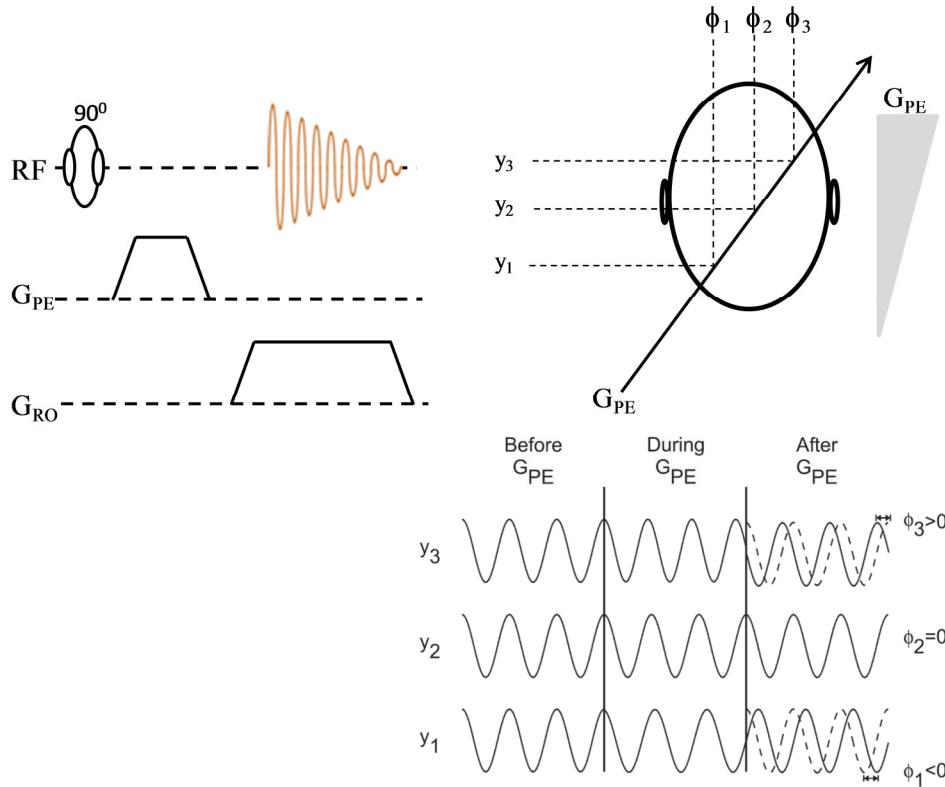 90⁰
RF
G_PE
G_RO
ϕ₁ ϕ₂ ϕ₃
G_PE
y₃
y₂
y₁
G_PE
Before G_PE
During G_PE
After G_PE
y₃
ϕ₃>0
y₂
ϕ₂=0
y₁
ϕ₁<0